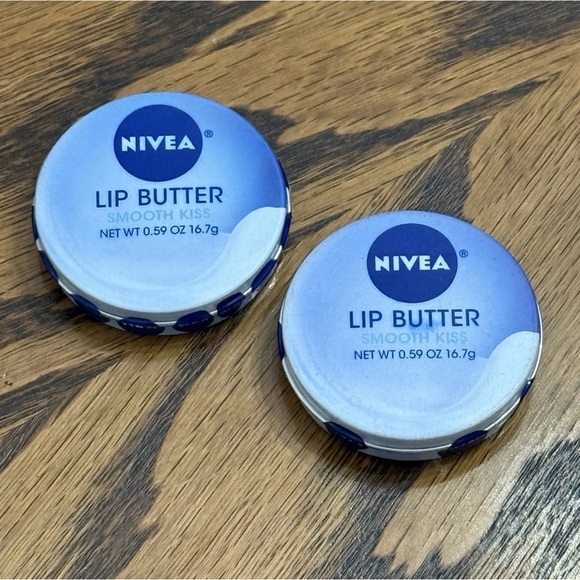 NIVEA®
LIP BUTTER
SMOOTH KISS
NET WT 0.59 OZ 16.7g
NIVEA®
LIP BUTTER
SMOOTH KISS
NET WT 0.59 OZ 16.7g